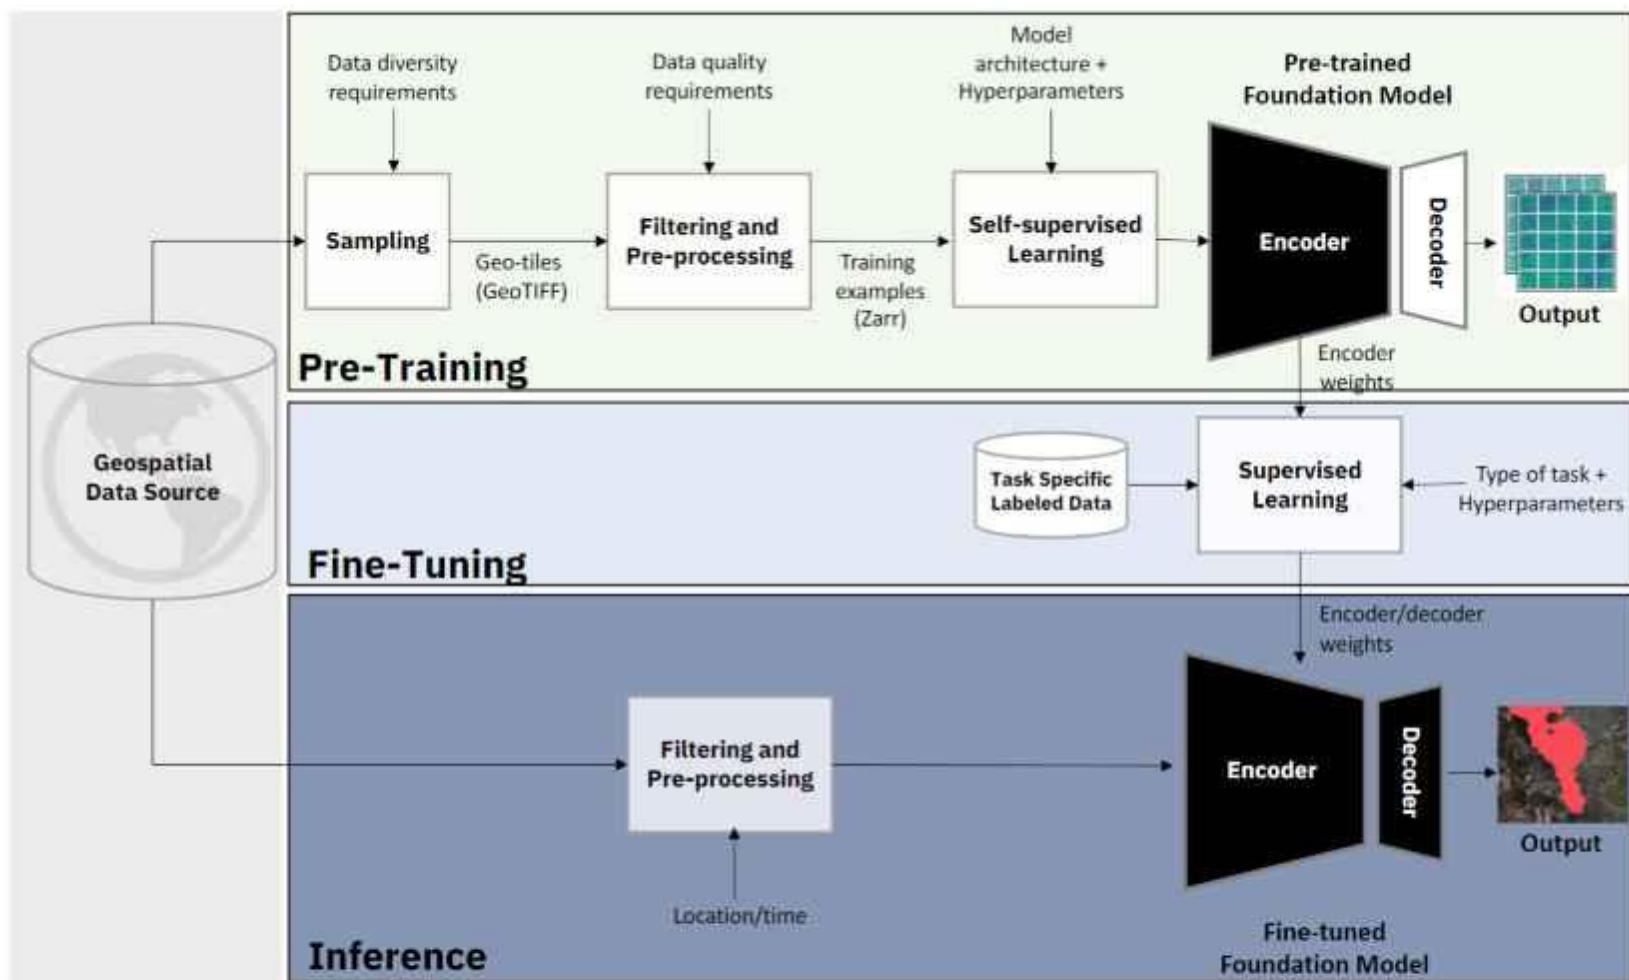 Data diversity
requirements
Data quality
requirements
Model
architecture +
Hyperparameters
Pre-trained
Foundation Model
Sampling
Geo-tiles
(GeoTIFF)
Filtering and
Pre-processing
Training
examples
(Zarr)
Self-supervised
Learning
Encoder
Decoder
Output
Pre-Training
Encoder
weights
Geospatial
Data Source
Task Specific
Labeled Data
Supervised
Learning
Type of task +
Hyperparameters
Fine-Tuning
Encoder/decoder
weights
Filtering and
Pre-processing
Location/time
Encoder
Decoder
Output
Fine-tuned
Foundation Model
Inference